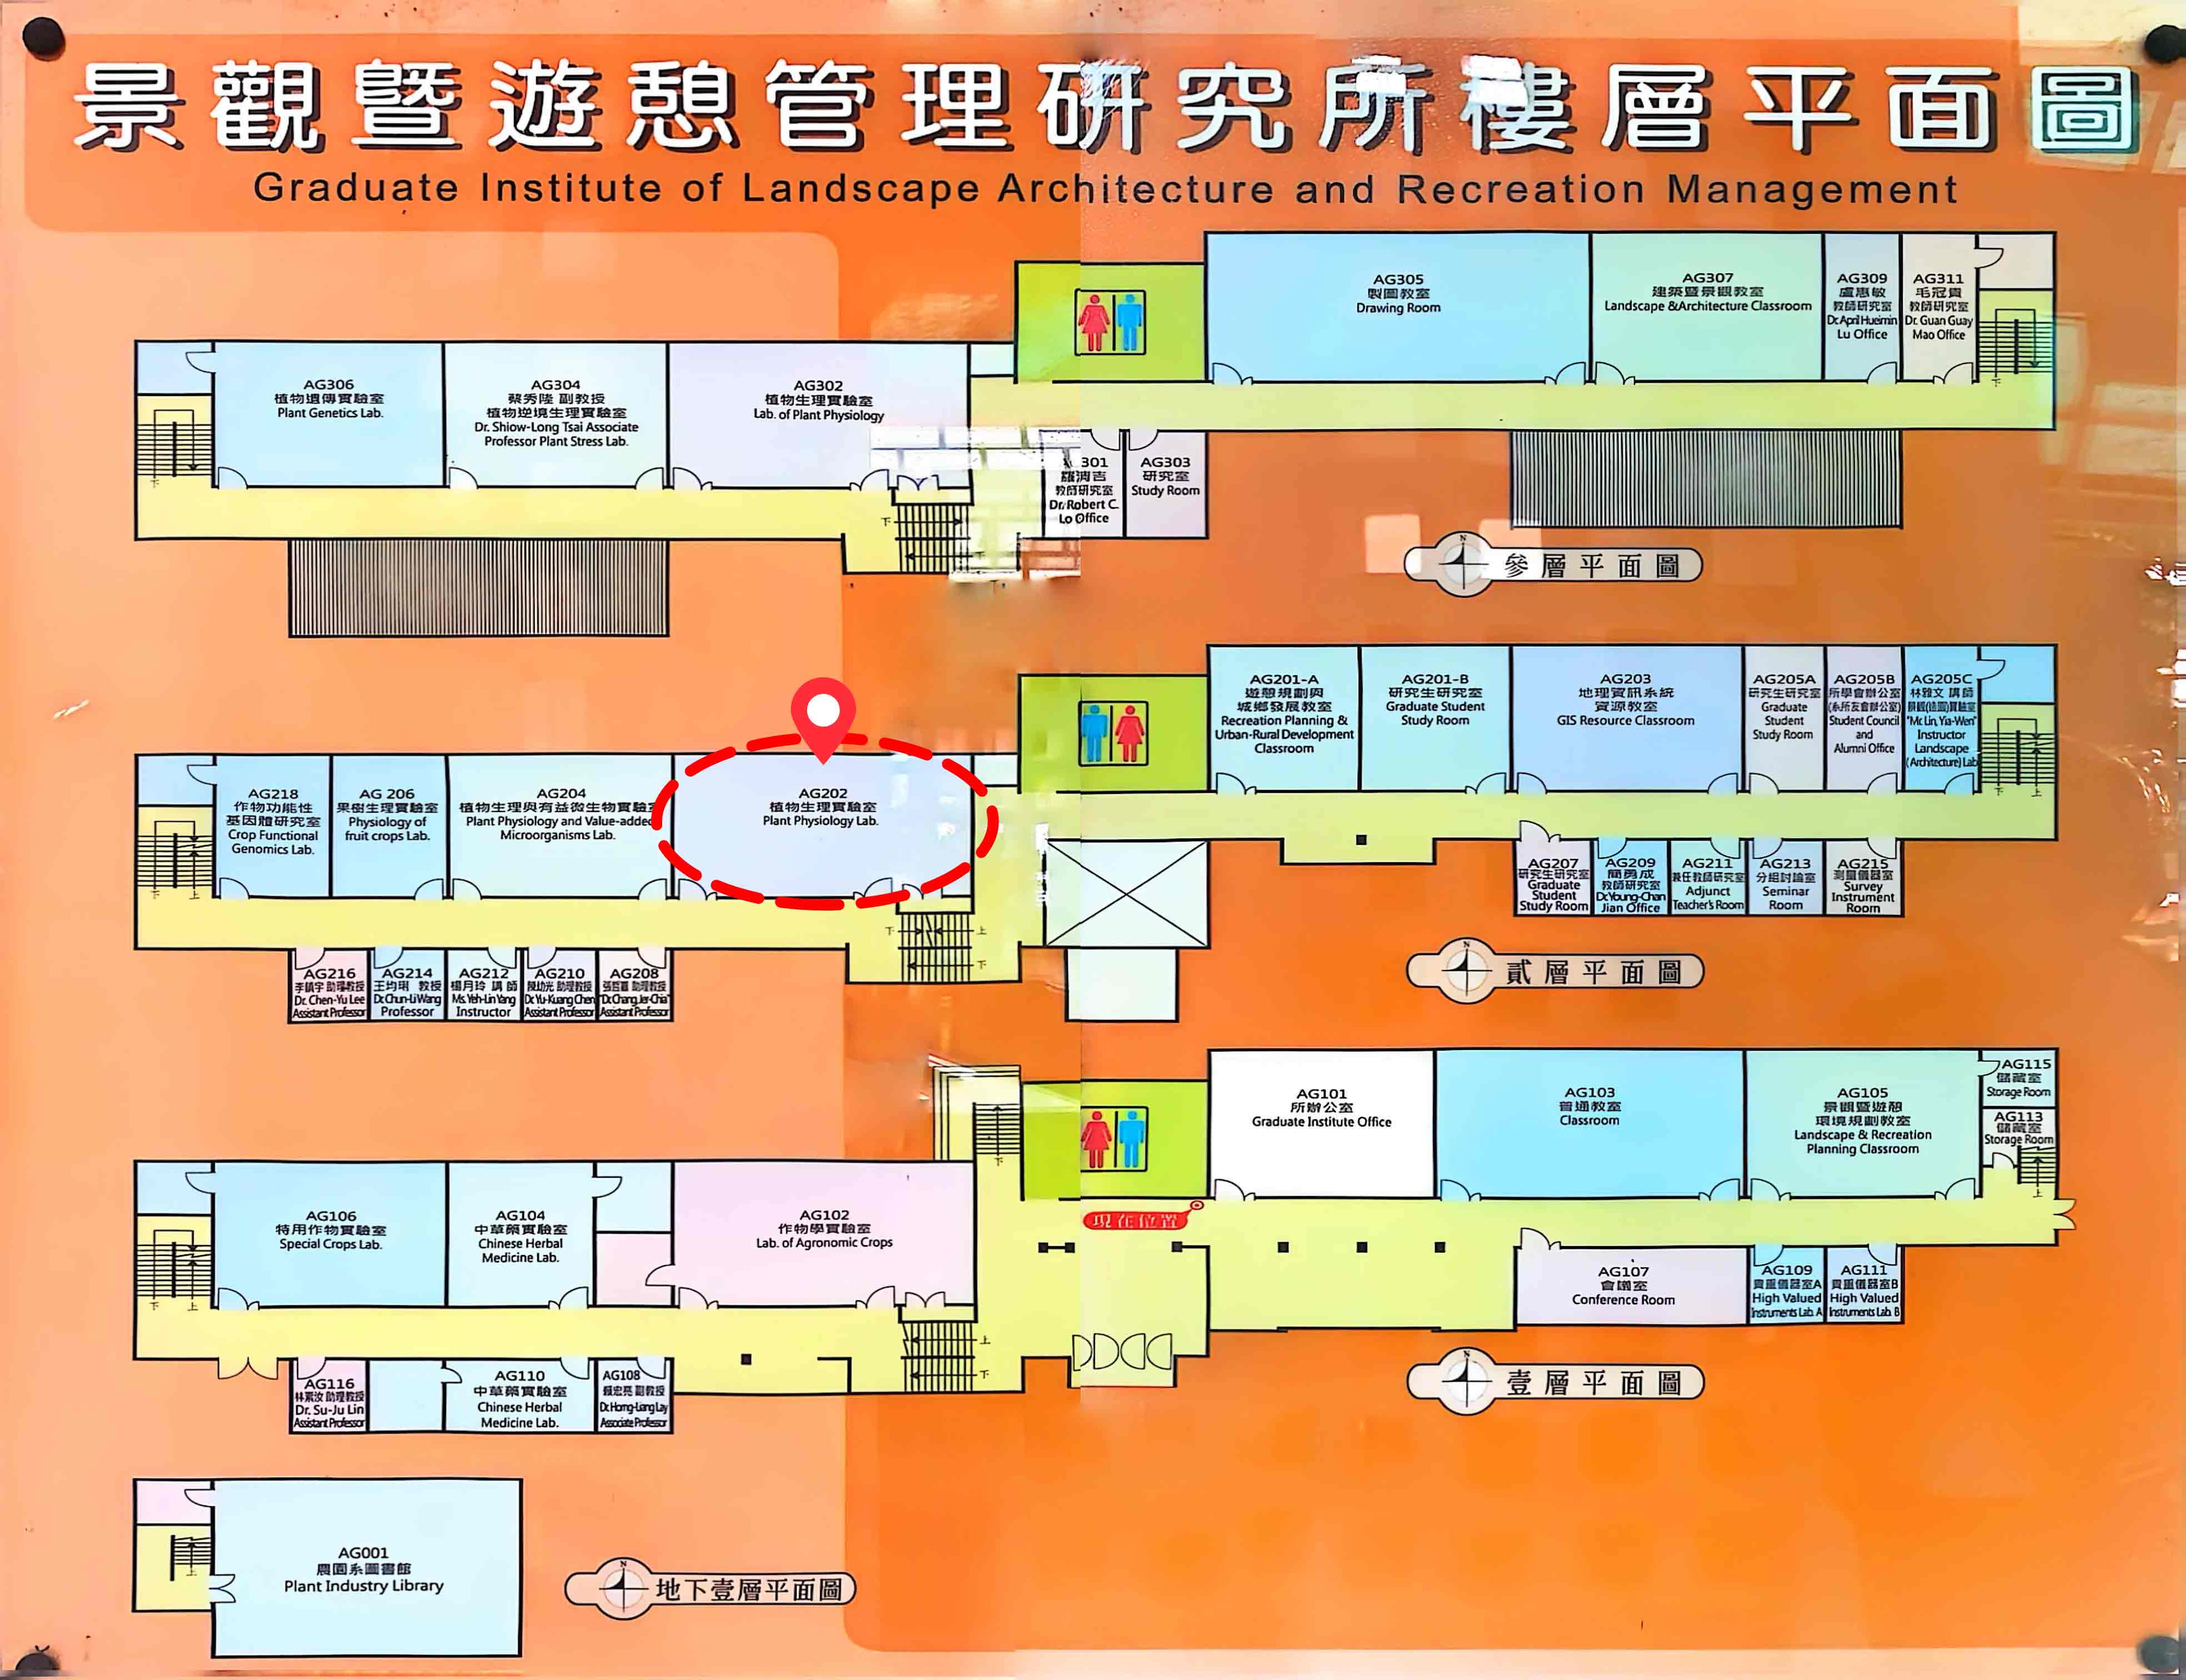 景觀暨遊憩管理研究所樓層平面圖
Graduate Institute of Landscape Architecture and Recreation Management
AG305
製圖教室
Drawing Room
AG307
建築暨景觀教室
Landscape &Architecture Classroom
AG309
盧惠敏
教師研究室
Dr. April Hueimin
Lu Office
AG311
毛冠貴
教師研究室
Dr. Guan Guay
Mao Office
下
AG306
植物遺傳實驗室
Plant Genetics Lab.
AG304
蔡秀隆 副教授
植物逆境生理實驗室
Dr. Shiow-Long Tsai Associate
Professor Plant Stress Lab.
AG302
植物生理實驗室
Lab. of Plant Physiology
下
下
301
教師研究室
Dr. Robert C.
Lo Office
AG303
研究室
Study Room
N
參層平面圖
AG201-A
遊憩規劃與
城鄉發展教室
Recreation Planning &
Urban-Rural Development
Classroom
AG201-B
研究生研究室
Graduate Student
Study Room
AG203
地理資訊系統
資源教室
GIS Resource Classroom
AG205A
研究生研究室
Graduate
Student
Study Room
AG205B
所學會辦公室
(系所友會辦公室)
Student Council
and
Alumni Office
AG205C
林雅文 講師
景觀(造園)實驗室
"Mr. Lin, Yia-Wen"
Instructor
Landscape
(Architecture) Lab
下 上
AG218
作物功能性
基因體研究室
Crop Functional
Genomics Lab.
AG 206
果樹生理實驗室
Physiology of
fruit crops Lab.
AG204
植物生理與有益微生物實驗室
Plant Physiology and Value-added
Microorganisms Lab.
AG202
植物生理實驗室
Plant Physiology Lab.
下 上
下 上
下
AG207
研究生研究室
Graduate
Student
Study Room
AG209
簡勇成
教師研究室
Dr. Young-Chan
Jian Office
AG211
兼任教師研究室
Adjunct
Teacher's Room
AG213
分組討論室
Seminar
Room
AG215
測量儀器室
Survey
Instrument
Room
AG216
李鎮宇 助理教授
Dr. Chen-Yu Lee
Assistant Professor
AG214
王均琍 教授
Dr. Chun-Li Wang
Professor
AG212
楊月玲 講師
Ms. Yeh-Lin Yang
Instructor
AG210
陳幼光 助理教授
Dr. Yu-Kuang Chen
Assistant Professor
AG208
助理教授
"Dr. Chang Jer-Chia"
Assistant Professor
N
貳層平面圖
AG101
所辦公室
Graduate Institute Office
AG103
普通教室
Classroom
AG105
景觀暨遊憩
環境規劃教室
Landscape & Recreation
Planning Classroom
AG115
儲藏室
Storage Room
AG113
儲藏室
Storage Room
上
下
現在位置
AG106
特用作物實驗室
Special Crops Lab.
AG104
中草藥實驗室
Chinese Herbal
Medicine Lab.
AG102
作物學實驗室
Lab. of Agronomic Crops
下 上
上
下
AG107
會議室
Conference Room
AG109
貴重儀器室A
High Valued
Instruments Lab. A
AG111
貴重儀器室B
High Valued
Instruments Lab. B
AG116
林素汝 助理教授
Dr. Su-Ju Lin
Assistant Professor
AG110
中草藥實驗室
Chinese Herbal
Medicine Lab.
AG108
賴宏亮 副教授
Dr. Horng-Liang Lay
Associate Professor
N
壹層平面圖
AG001
農園系圖書館
Plant Industry Library
上
N
地下壹層平面圖